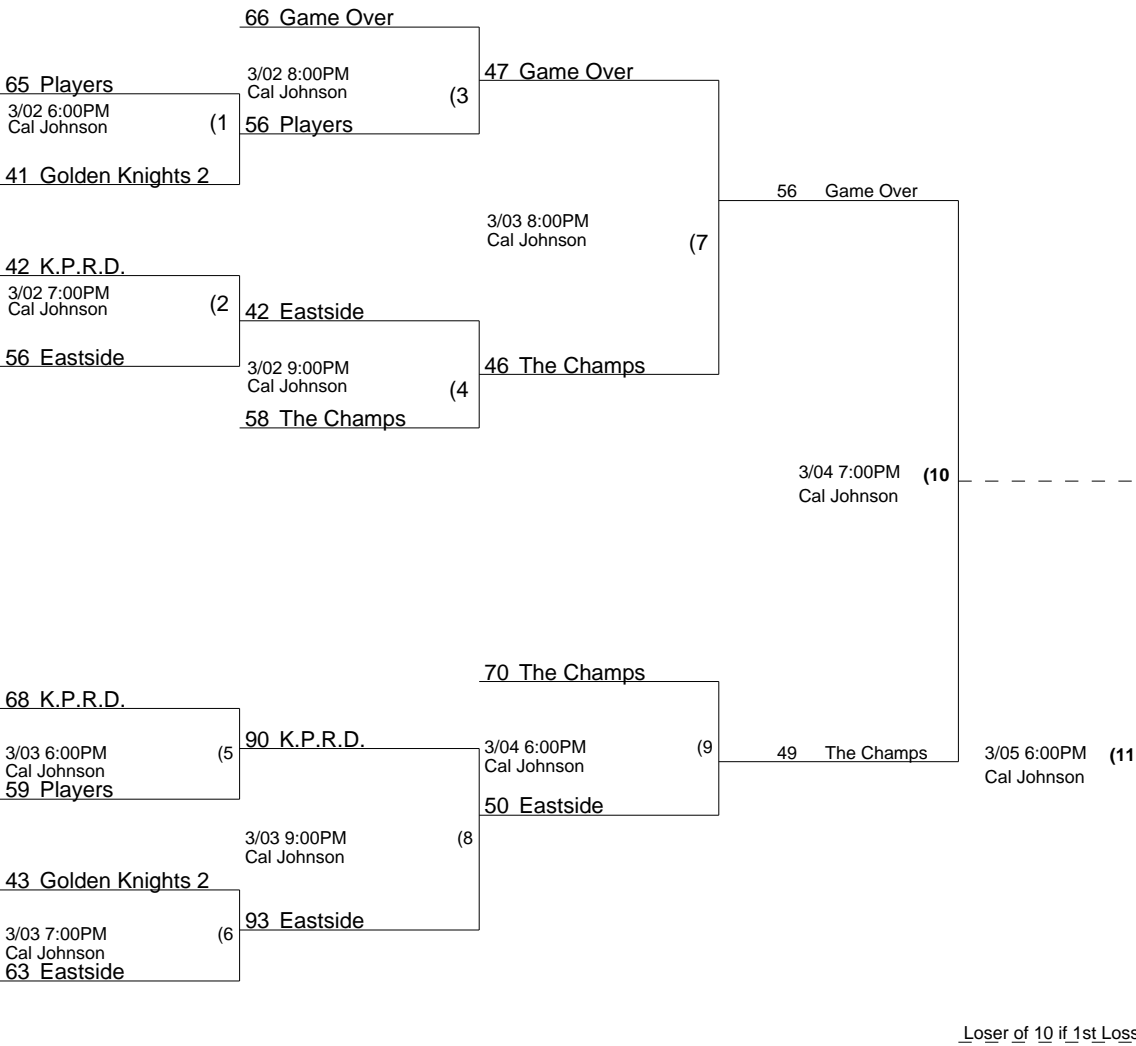 66 Game Over
65 Players
3/02 6:00PM
Cal Johnson
(1
41 Golden Knights 2
3/02 8:00PM
Cal Johnson
(3
56 Players
47 Game Over
42 K.P.R.D.
3/02 7:00PM
Cal Johnson
(2
56 Eastside
42 Eastside
3/02 9:00PM
Cal Johnson
(4
58 The Champs
46 The Champs
3/03 8:00PM
Cal Johnson
(7
56 Game Over
3/04 7:00PM
Cal Johnson
(10
68 K.P.R.D.
3/03 6:00PM
Cal Johnson
(5
59 Players
90 K.P.R.D.
3/03 9:00PM
Cal Johnson
(8
43 Golden Knights 2
3/03 7:00PM
Cal Johnson
(6
63 Eastside
93 Eastside
70 The Champs
3/04 6:00PM
Cal Johnson
(9
50 Eastside
49 The Champs
3/05 6:00PM
Cal Johnson
(11
Loser of 10 if 1st Loss